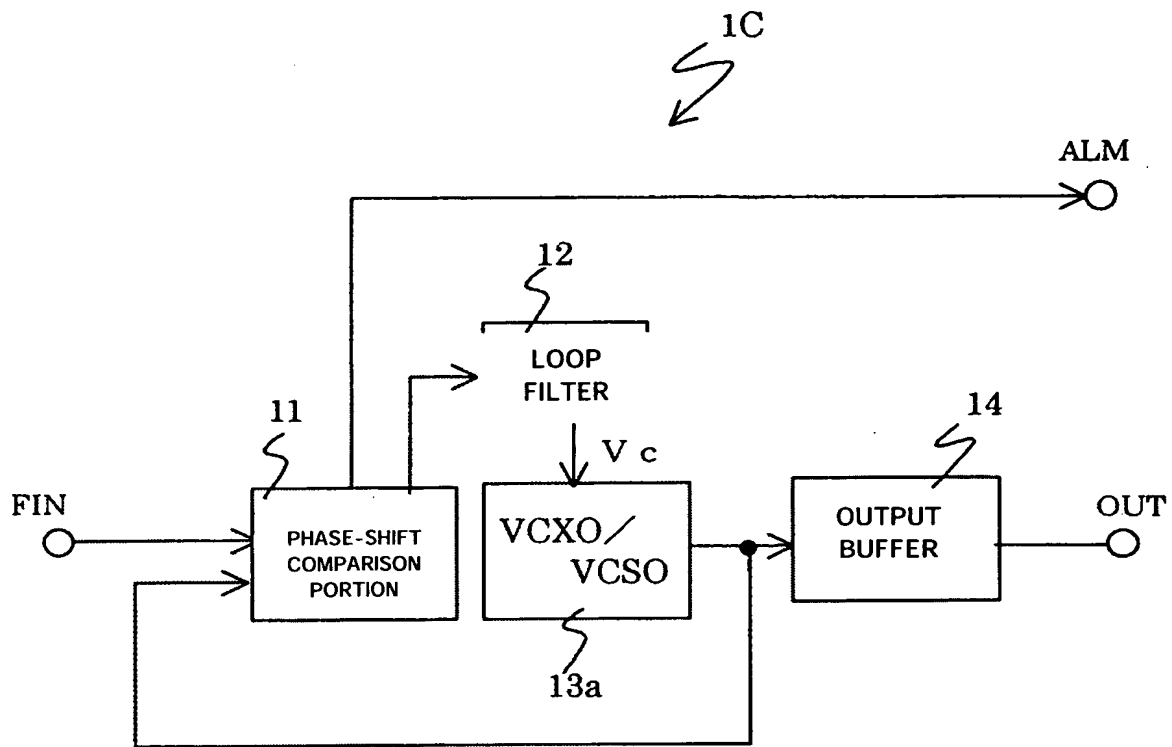 1C
ALM
12
LOOP
FILTER
11
V c
14
FIN
PHASE-SHIFT
COMPARISON
PORTION
VCXO/
VCSO
OUTPUT
BUFFER
OUT
13a